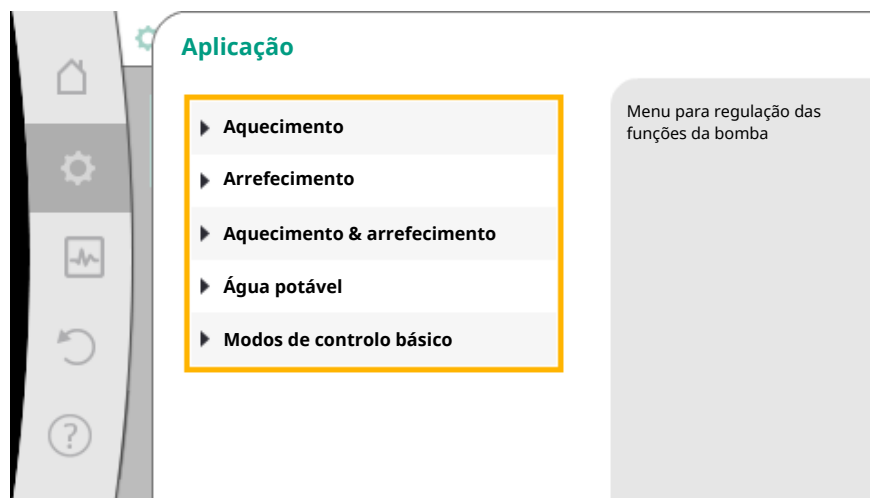 Aplicação
Aquecimento
Arrefecimento
Aquecimento & arrefecimento
Água potável
Modos de controlo básico
Menu para regulação das
funções da bomba
?